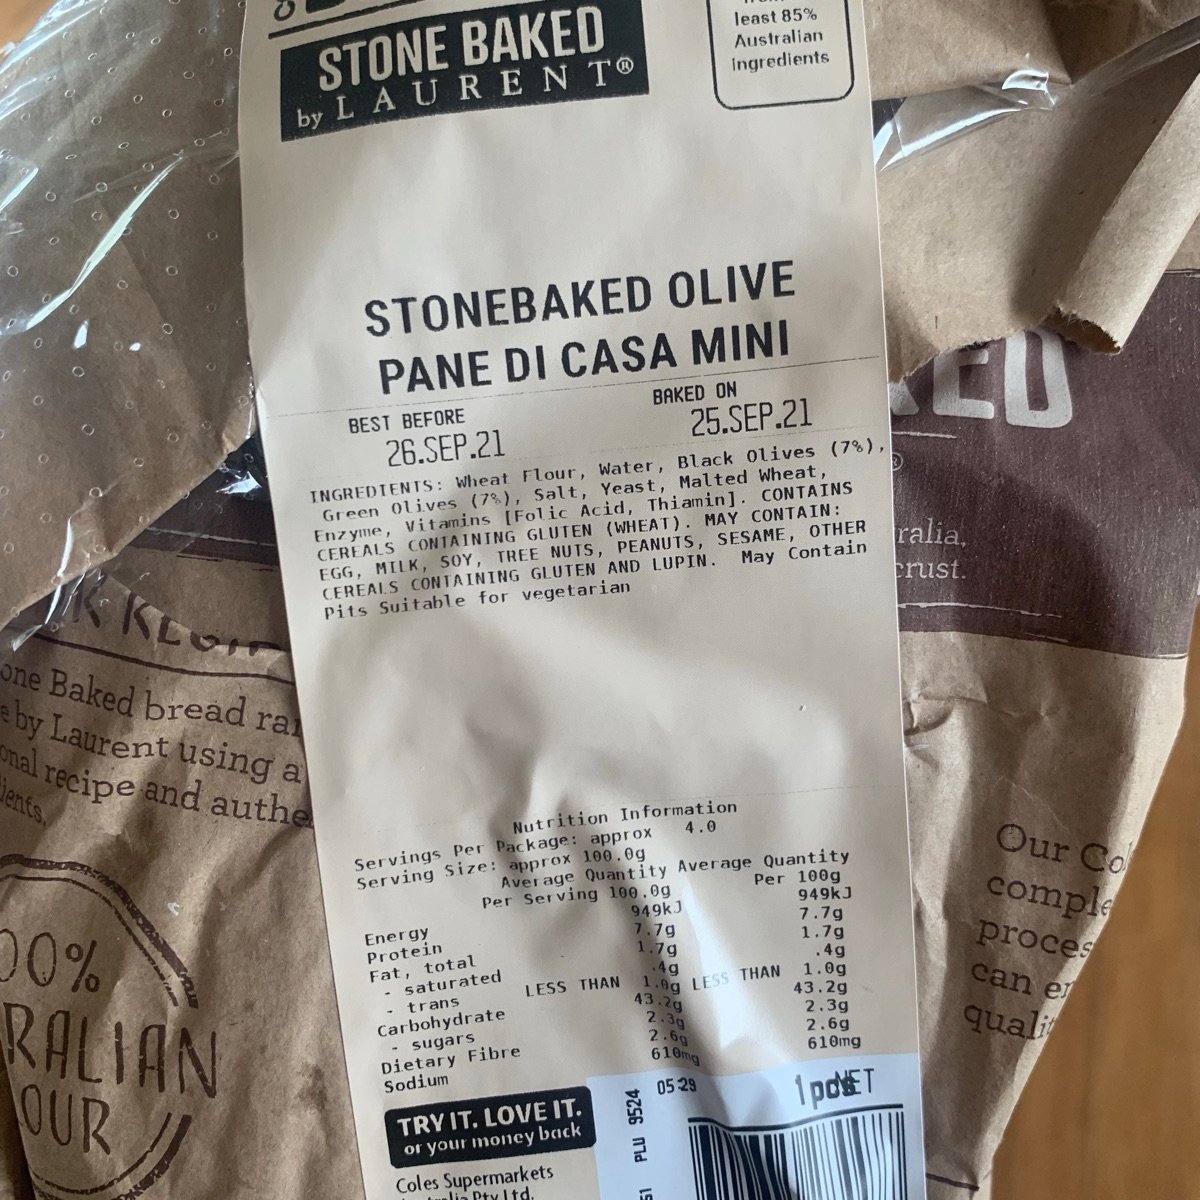 STONE BAKED
by LAURENT®
least 85%
Australian
Ingredients
STONEBAKED OLIVE
PANE DI CASA MINI
BEST BEFORE
26.SEP.21
BAKED ON
25.SEP.21
INGREDIENTS: Wheat Flour, Water, Black Olives (7%),
Green Olives (7%), Salt, Yeast, Malted Wheat,
Enzyme, Vitamins [Folic Acid, Thiamin]. CONTAINS
CEREALS CONTAINING GLUTEN (WHEAT). MAY CONTAIN:
EGG, MILK, SOY, TREE NUTS, PEANUTS, SESAME, OTHER
CEREALS CONTAINING GLUTEN AND LUPIN. May Contain
Pits Suitable for vegetarian
Nutrition Information
Servings Per Package: approx 4.0
Serving Size: approx 100.0g
Average Quantity Average Quantity
Per Serving 100.0g Per 100g
Energy 949kJ 949kJ
Protein 7.7g 7.7g
Fat, total 1.7g 1.7g
- saturated .4g .4g
- trans LESS THAN 1.0g LESS THAN 1.0g
Carbohydrate 43.2g 43.2g
- sugars 2.3g 2.3g
Dietary Fibre 2.6g 2.6g
Sodium 610mg 610mg
TRY IT. LOVE IT.
or your money back
Coles Supermarkets
Pty Ltd.
PLU 9524
05:29
1pcs NET
one Baked bread ra
e by Laurent using a
onal recipe and authe
ients.
00%
RALIAN
OUR
KED
®
ralia,
crust.
Our Co
comple
proces
can e
quali